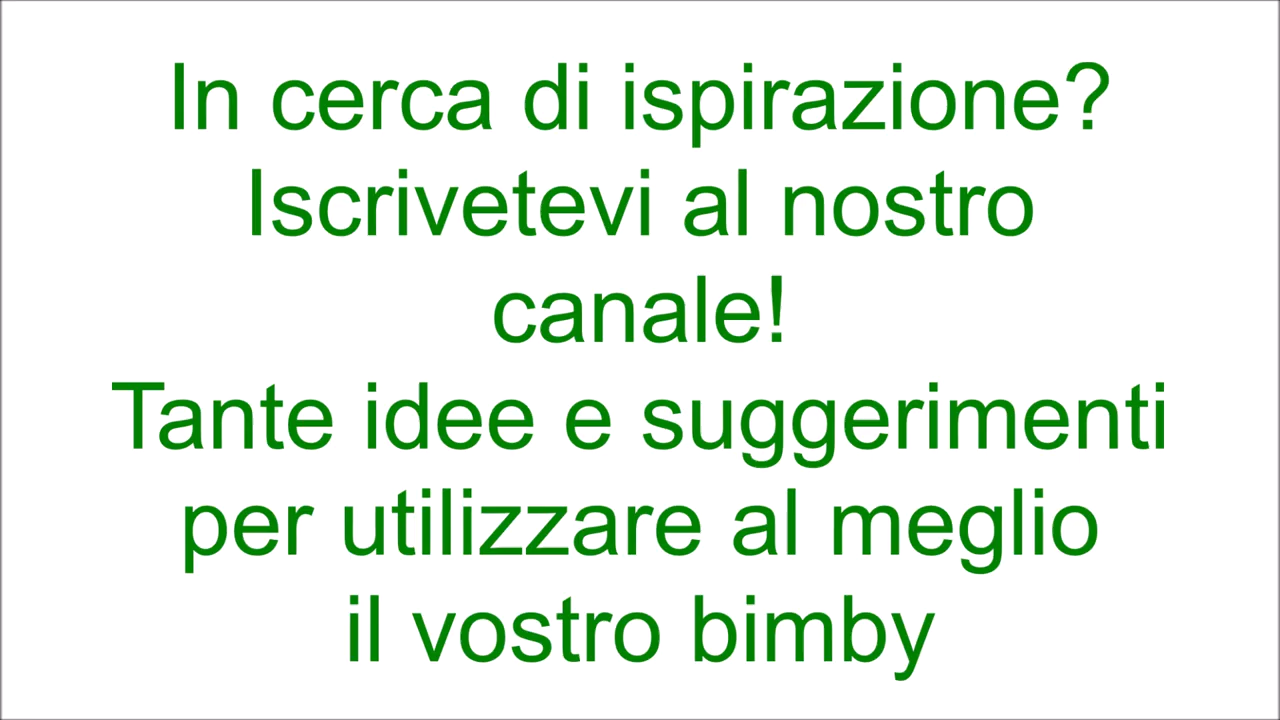 In cerca di ispirazione?
Iscrivetevi al nostro
canale!
Tante idee e suggerimenti
per utilizzare al meglio
il vostro bimby